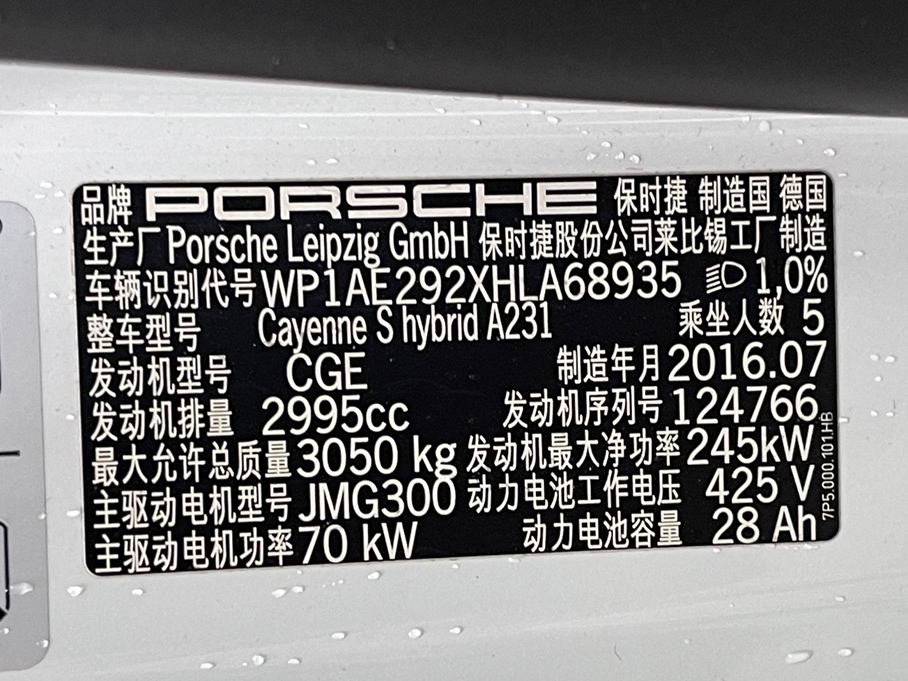 品牌 PORSCHE 保时捷 制造国 德国
生产厂 Porsche Leipzig GmbH 保时捷股份公司莱比锡工厂 制造
车辆识别代号 WP1AE292XHLA68935 1,0%
整车型号 Cayenne S hybrid A231 乘坐人数 5
发动机型号 CGE 制造年月 2016.07
发动机排量 2995cc 发动机序列号 124766
最大允许总质量 3050 kg 发动机最大净功率 245kW
主驱动电机型号 JMG300 动力电池工作电压 425 V
主驱动电机功率 70 kW 动力电池容量 28 Ah
7P5.000.101.HB